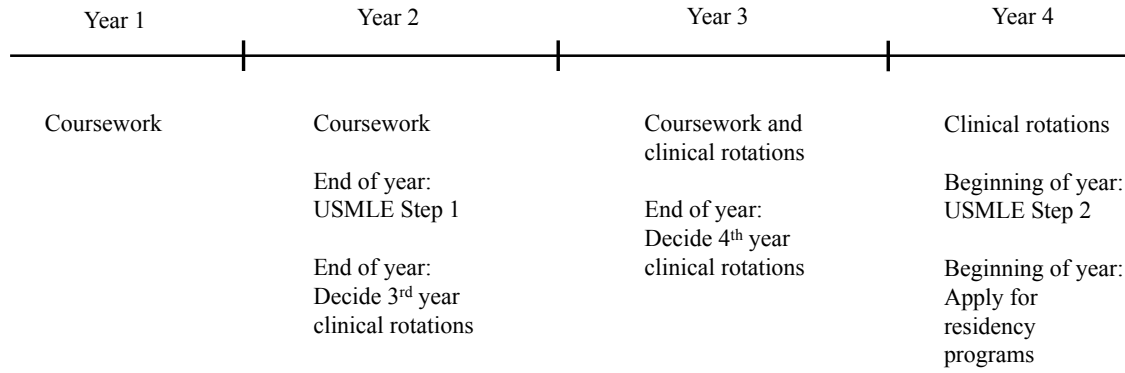 Year 1
Year 2
Year 3
Year 4
Coursework
Coursework
End of year:
USMLE Step 1
End of year:
Decide 3rd year
clinical rotations
Coursework and
clinical rotations
End of year:
Decide 4th year
clinical rotations
Clinical rotations
Beginning of year:
USMLE Step 2
Beginning of year:
Apply for
residency
programs